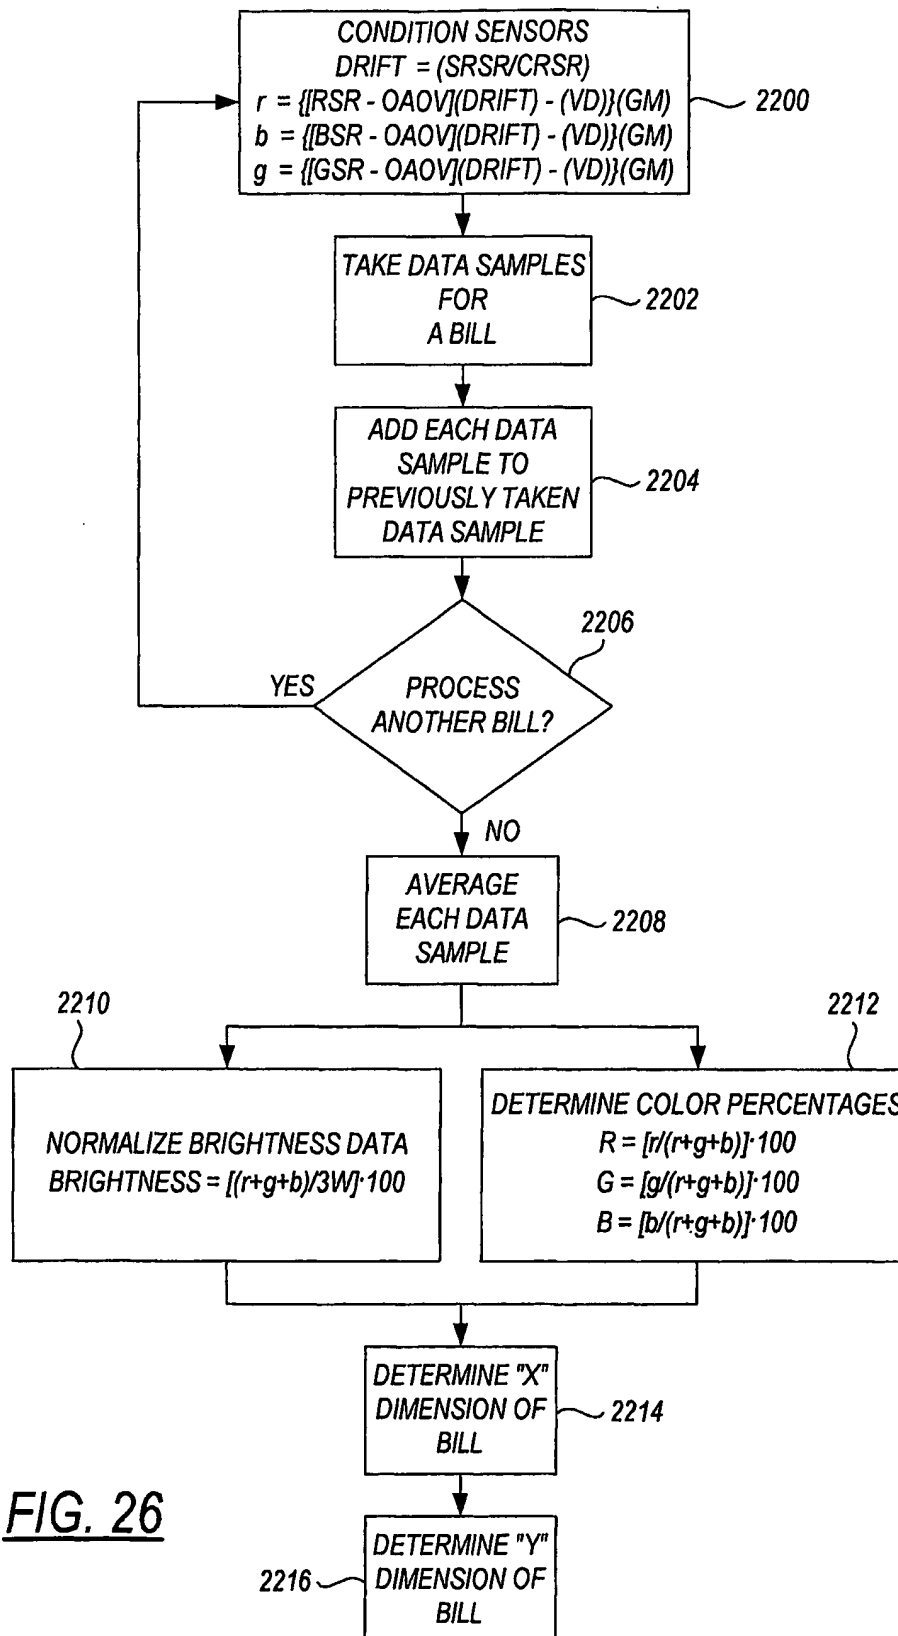 CONDITION SENSORS
DRIFT = (SRSR/CRSR)
r = {[RSR - OAOV](DRIFT) - (VD)}(GM)
b = {[BSR - OAOV](DRIFT) - (VD)}(GM)
g = {[GSR - OAOV](DRIFT) - (VD)}(GM)
2200
TAKE DATA SAMPLES
FOR
A BILL
2202
ADD EACH DATA
SAMPLE TO
PREVIOUSLY TAKEN
DATA SAMPLE
2204
2206
YES
PROCESS
ANOTHER BILL?
NO
AVERAGE
EACH DATA
SAMPLE
2208
2210
NORMALIZE BRIGHTNESS DATA
BRIGHTNESS = [(r+g+b)/3W]·100
2212
DETERMINE COLOR PERCENTAGES
R = [r/(r+g+b)]·100
G = [g/(r+g+b)]·100
B = [b/(r+g+b)]·100
DETERMINE "X"
DIMENSION OF
BILL
2214
DETERMINE "Y"
DIMENSION OF
BILL
2216
FIG. 26